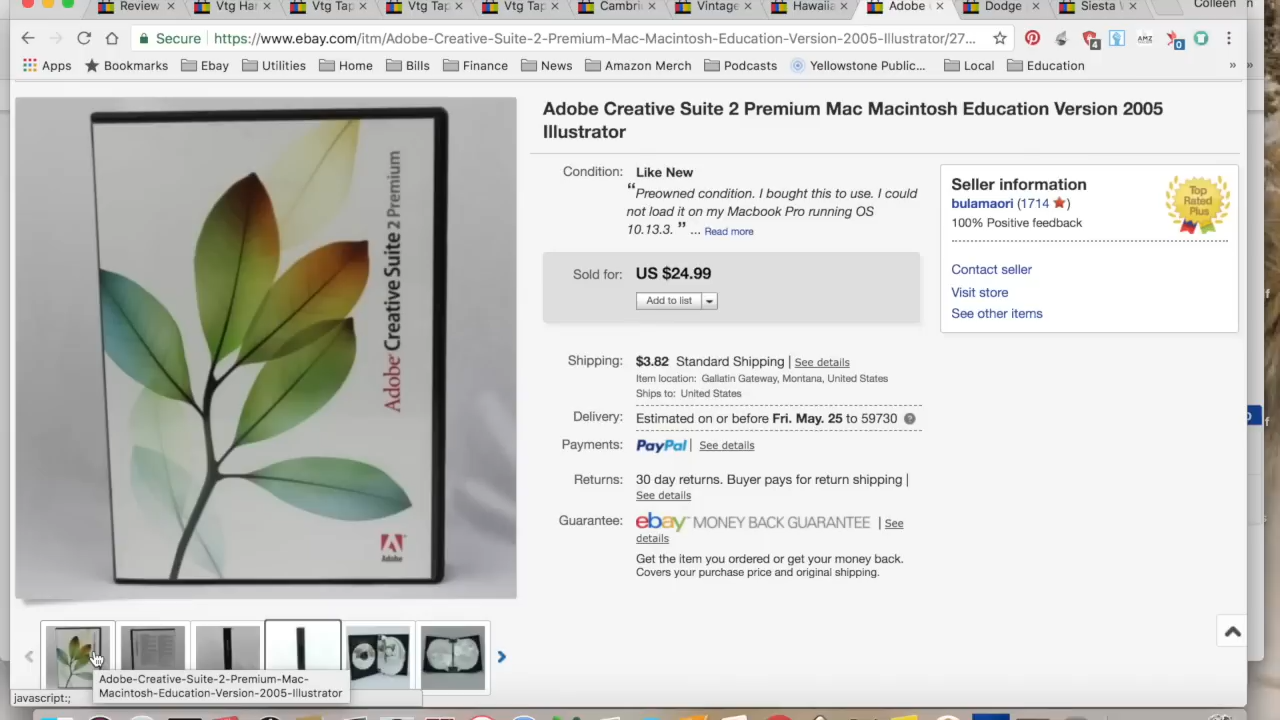 Review
Vtg Har
Vtg Tap
Vtg Tap
Vtg Tap
Cambri
Vintage
Hawaiia
Adobe
Dodge
Siesta
Colleen
Secure
https://www.ebay.com/itm/Adobe-Creative-Suite-2-Premium-Mac-Macintosh-Education-Version-2005-Illustrator/27...
4
AMZ
0
Apps
Bookmarks
Ebay
Utilities
Home
Bills
Finance
News
Amazon Merch
Podcasts
Yellowstone Public...
Local
Education
»
Adobe Creative Suite 2 Premium Mac Macintosh Education Version 2005
Illustrator
Condition: Like New
“Preowned condition. I bought this to use. I could
not load it on my Macbook Pro running OS
10.13.3. ” ... Read more
Sold for: US $24.99
Add to list
Shipping: $3.82 Standard Shipping | See details
Item location: Gallatin Gateway, Montana, United States
Ships to: United States
Delivery: Estimated on or before Fri. May. 25 to 59730
Payments: PayPal | See details
Returns: 30 day returns. Buyer pays for return shipping |
See details
Guarantee: ebay MONEY BACK GUARANTEE | See
details
Get the item you ordered or get your money back.
Covers your purchase price and original shipping.
Seller information
bulamaori (1714 )
100% Positive feedback
Top
Rated
Plus
Contact seller
Visit store
See other items
Adobe Creative Suite 2 Premium
Adobe
Adobe-Creative-Suite-2-Premium-Mac-
Macintosh-Education-Version-2005-Illustrator
javascript:;